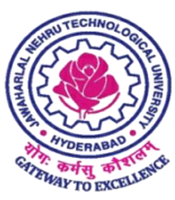 JAWAHARLAL NEHRU TECHNOLOGICAL UNIVERSITY
• HYDERABAD •
योगः कर्मसु कौशलम्
GATEWAY TO EXCELLENCE